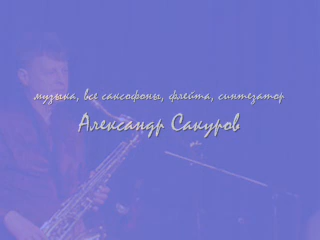 музыка, все саксофоны, флейта, синтезатор
Александр Сакуров